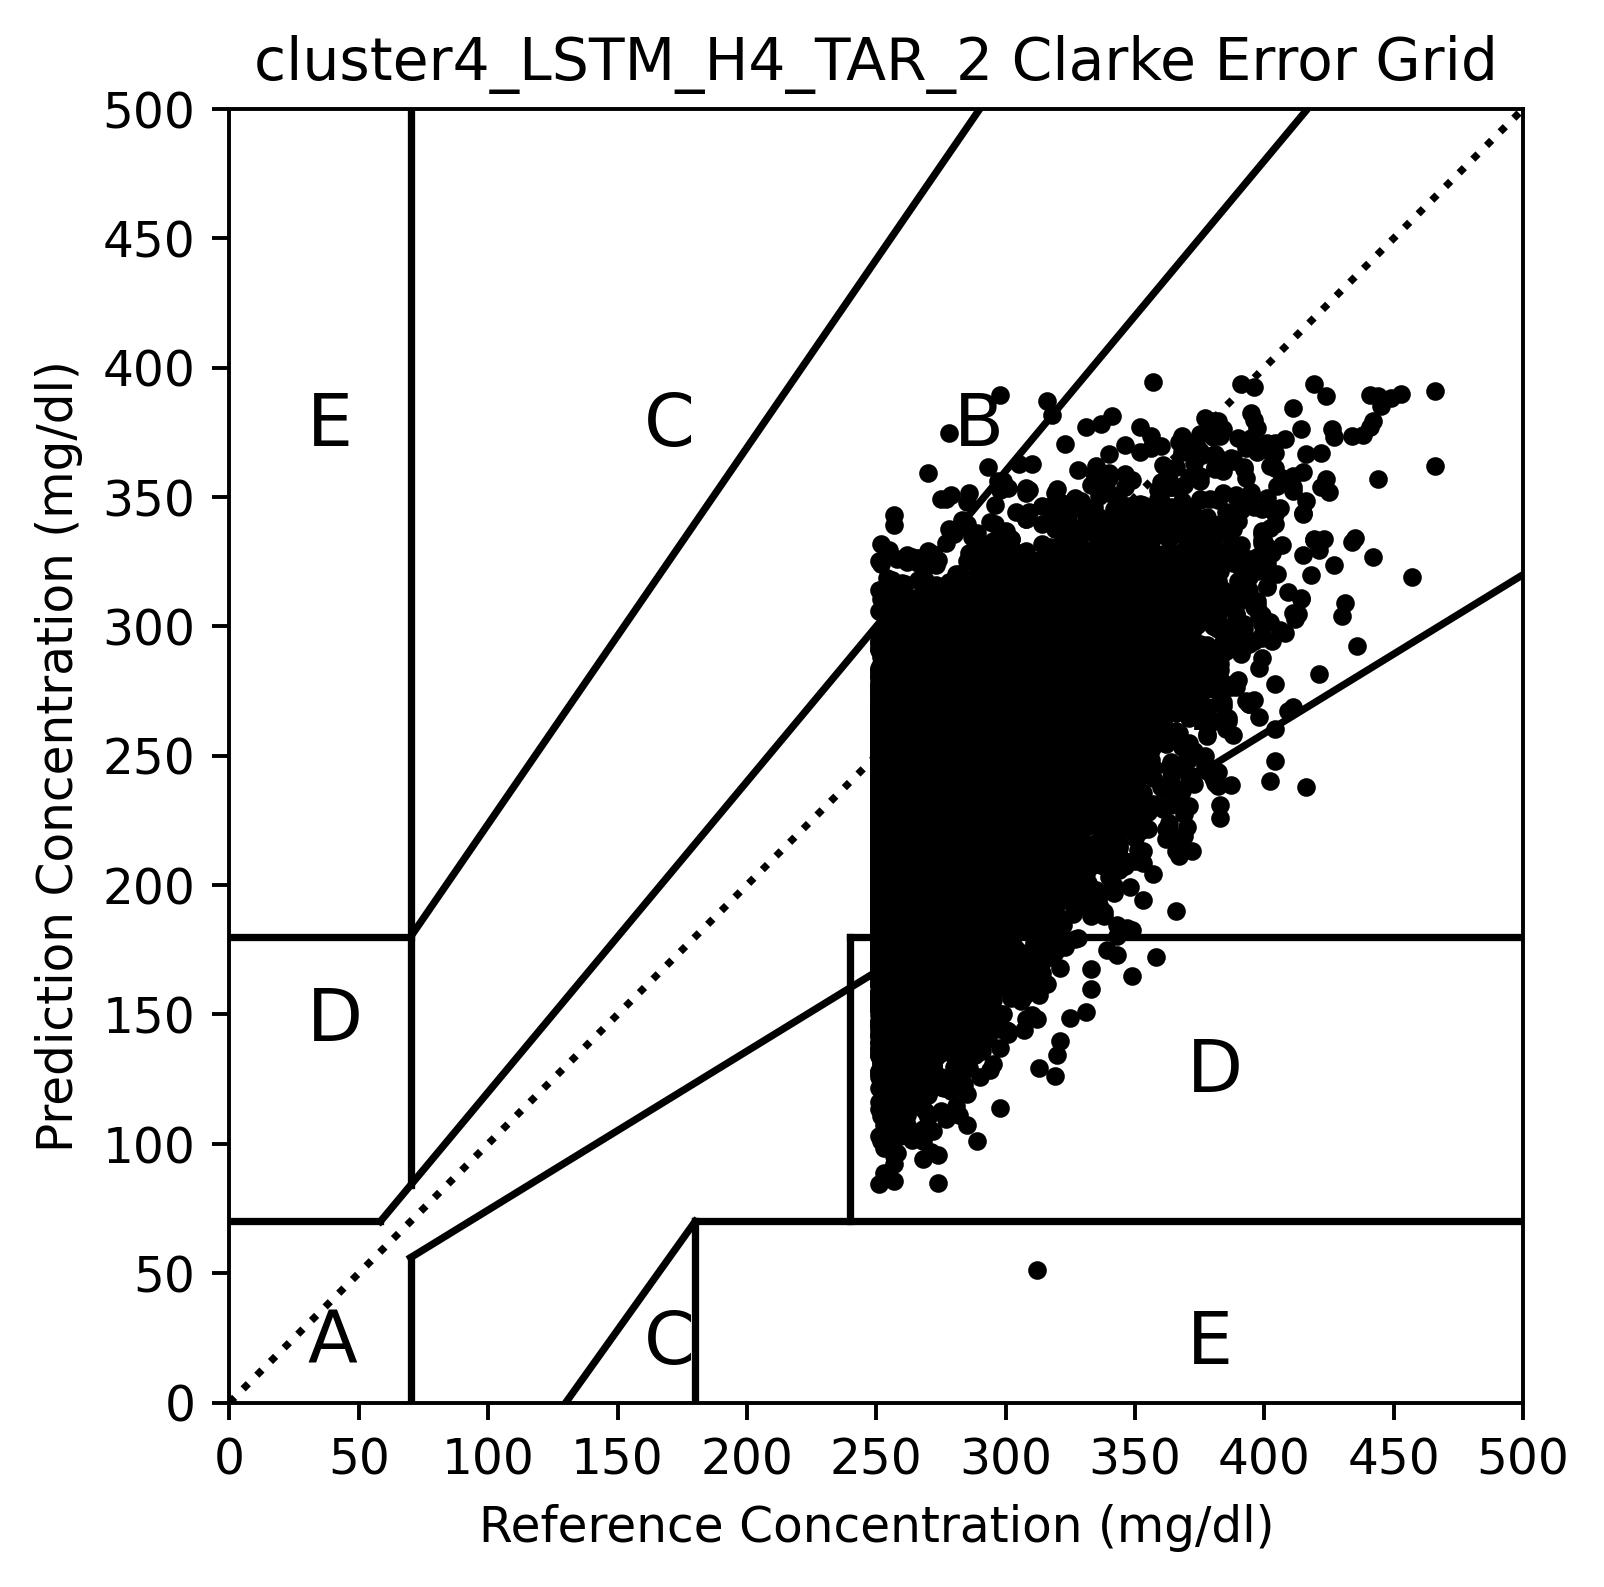 cluster4_LSTM_H4_TAR_2 Clarke Error Grid
Prediction Concentration (mg/dl)
500
450
400
350
300
250
200
150
100
50
0
E
C
B
D
D
A
C
E
0 50 100 150 200 250 300 350 400 450 500
Reference Concentration (mg/dl)